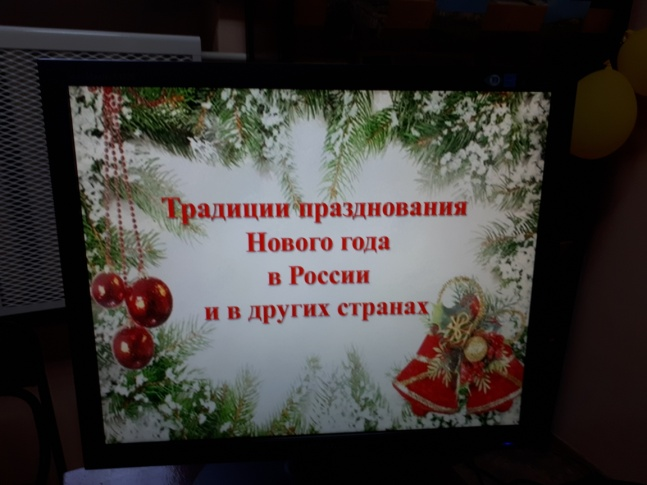 Традиции празднования
Нового года
в России
и в других странах